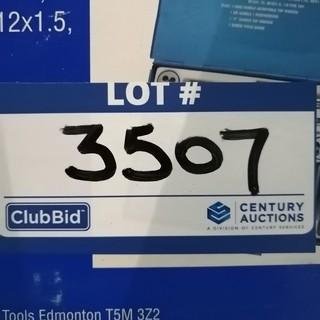 12x1.5,
LOT #
3507
ClubBid
CENTURY
AUCTIONS
A DIVISION OF CENTURY SERVICES
Tools Edmonton T5M 3Z2